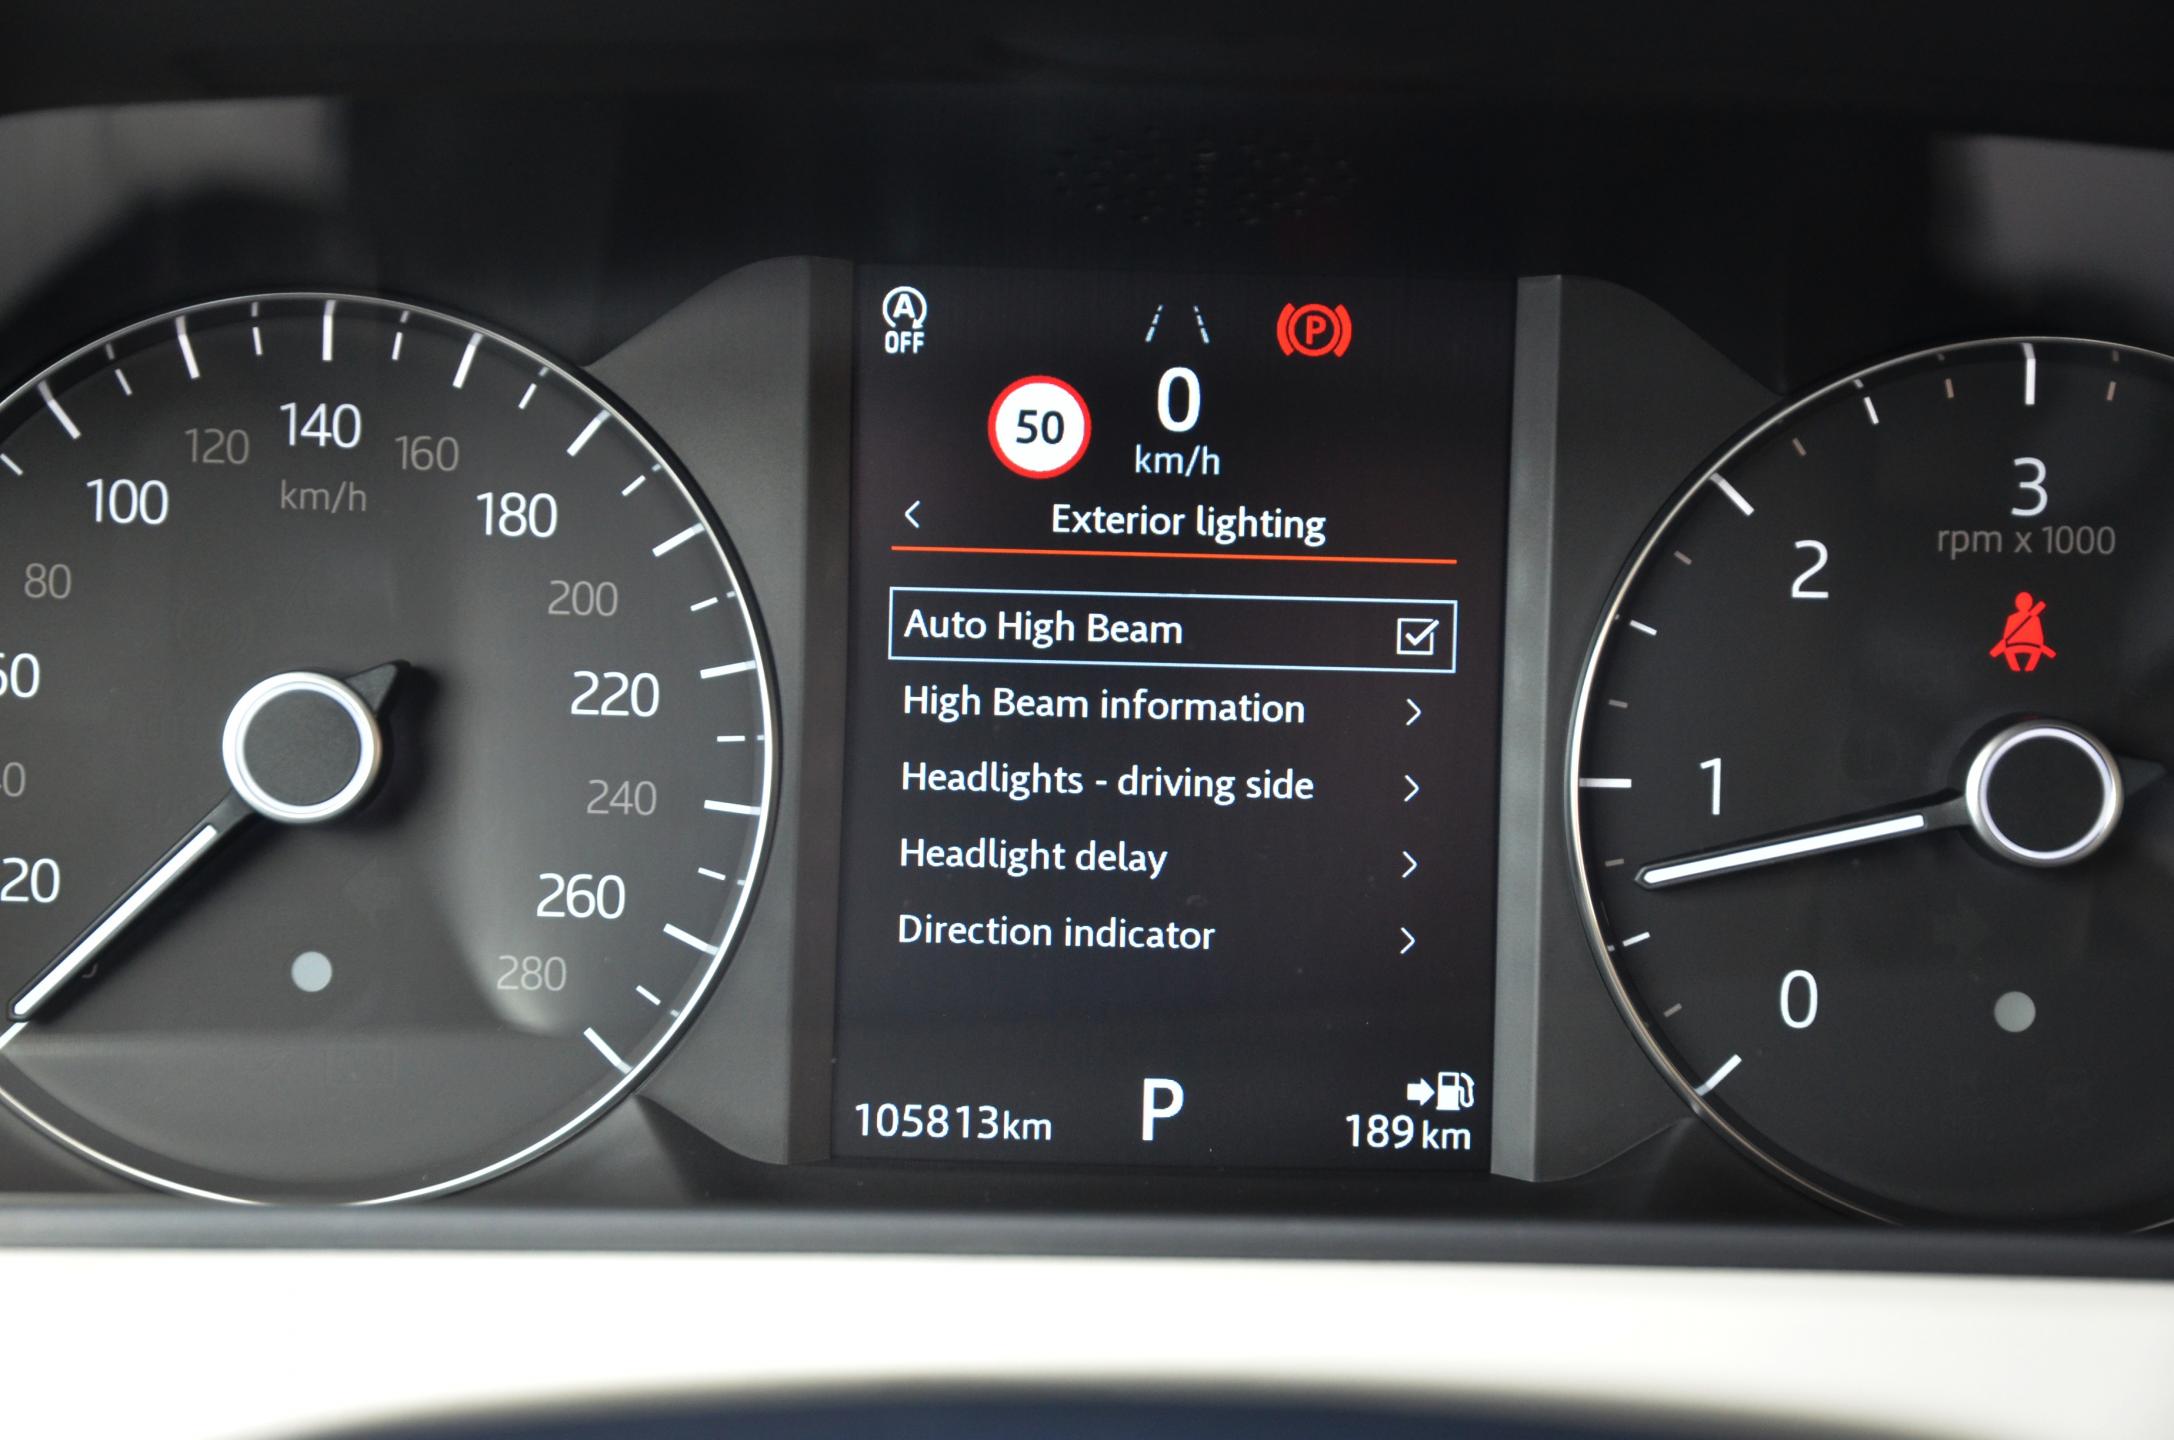 A
OFF
P
50
0
km/h
Exterior lighting
Auto High Beam
High Beam information
Headlights - driving side
Headlight delay
Direction indicator
105813km
P
189 km
20
80
100
120
140
km/h
160
180
200
220
240
260
280
0
1
2
3
rpm x 1000